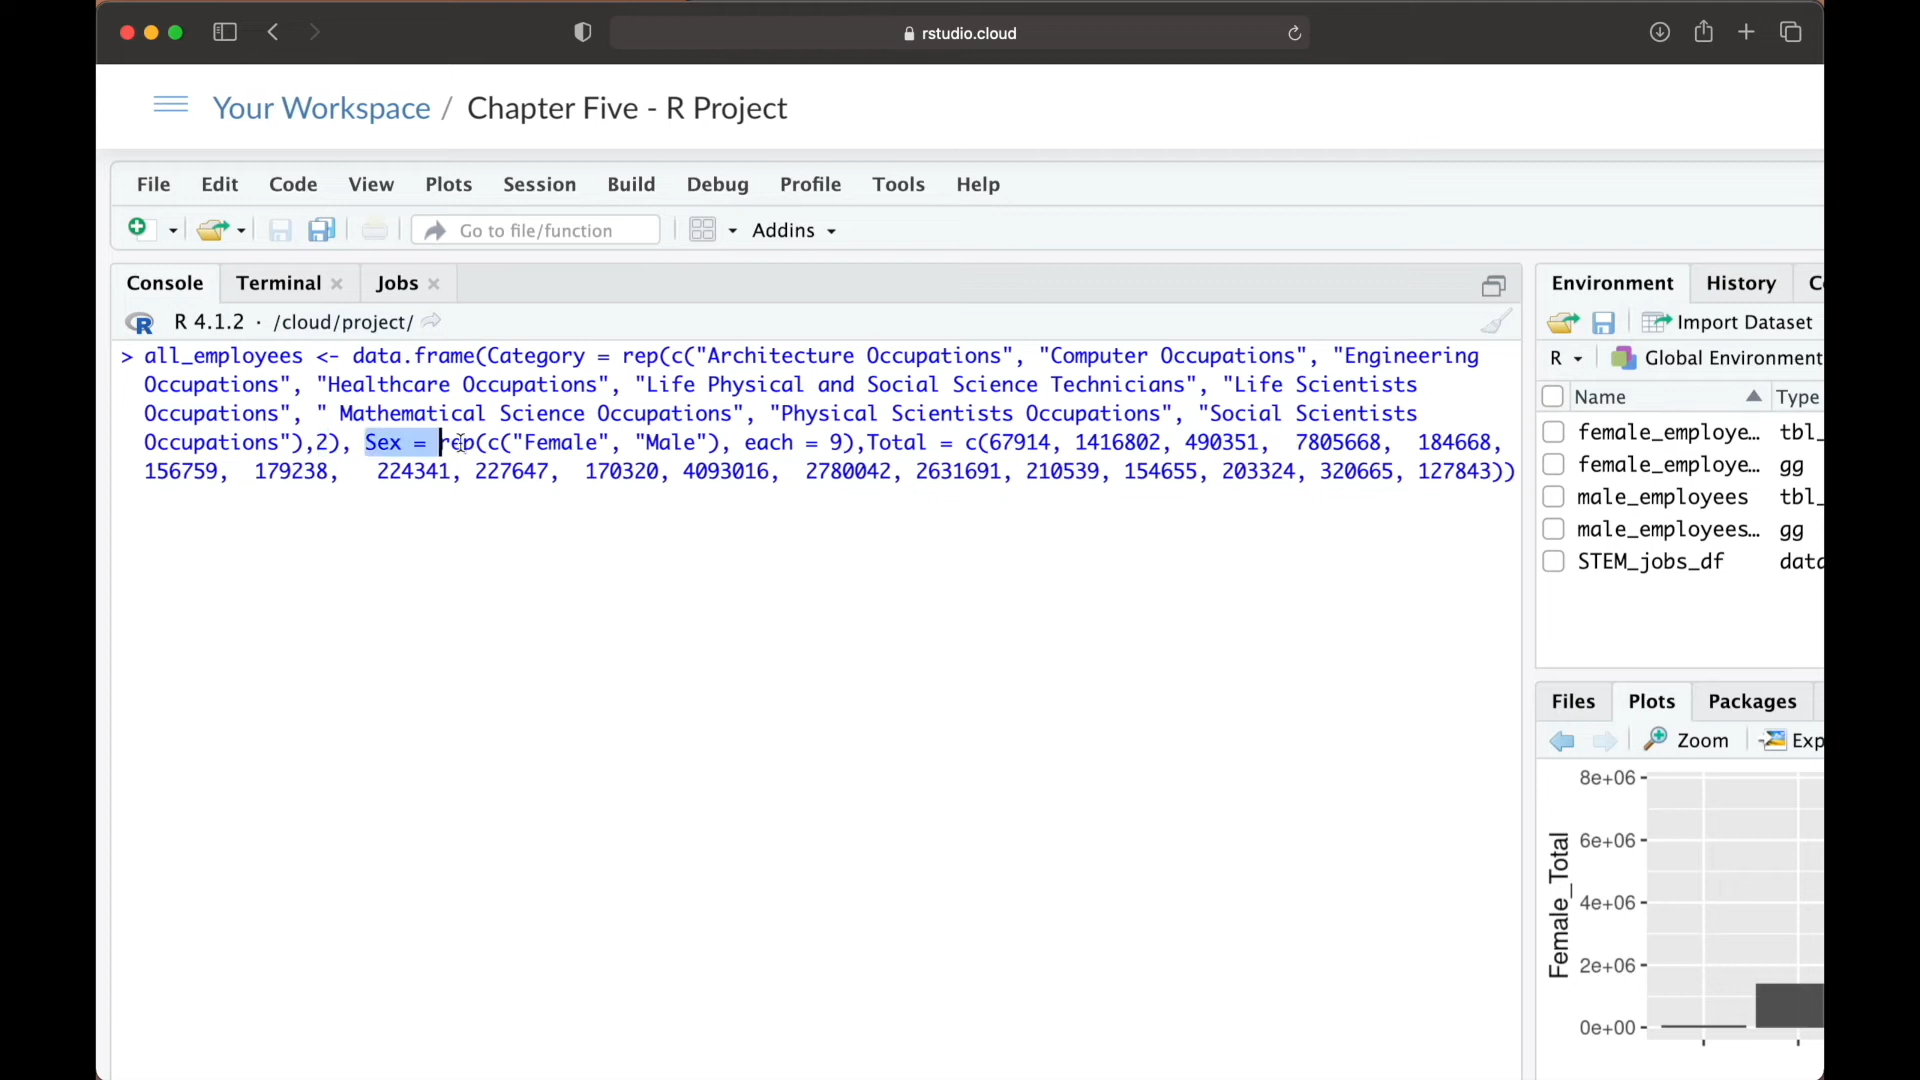 rstudio.cloud
Your Workspace / Chapter Five - R Project
File Edit Code View Plots Session Build Debug Profile Tools Help
Go to file/function Addins
Console Terminal Jobs
R 4.1.2 · /cloud/project/
> all_employees <- data.frame(Category = rep(c("Architecture Occupations", "Computer Occupations", "Engineering
Occupations", "Healthcare Occupations", "Life Physical and Social Science Technicians", "Life Scientists
Occupations", " Mathematical Science Occupations", "Physical Scientists Occupations", "Social Scientists
Occupations"),2), Sex = rep(c("Female", "Male"), each = 9),Total = c(67914, 1416802, 490351, 7805668, 184668,
156759, 179238, 224341, 227647, 170320, 4093016, 2780042, 2631691, 210539, 154655, 203324, 320665, 127843))
Environment History
Import Dataset
R Global Environment
Name Type
female_employe… tbl_
female_employe… gg
male_employees tbl_
male_employees… gg
STEM_jobs_df data
Files Plots Packages
Zoom Exp
8e+06
6e+06
4e+06
2e+06
0e+00
Female_Total